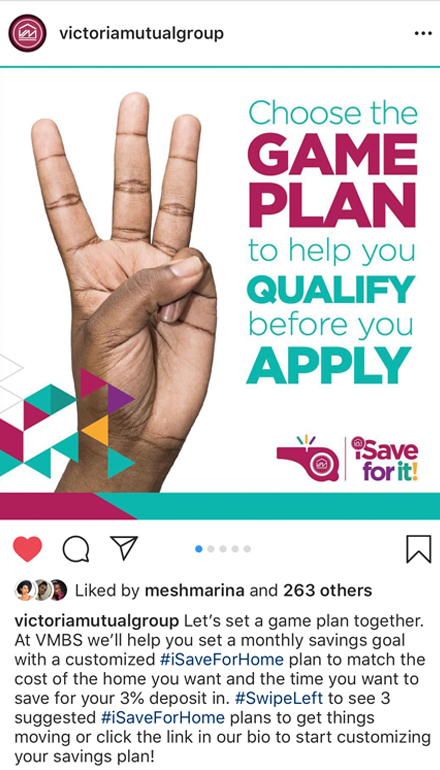 victoriamutualgroup
Choose the
GAME
PLAN
to help you
QUALIFY
before you
APPLY
iSave
for it!
Liked by meshmarina and 263 others
victoriamutualgroup Let’s set a game plan together.
At VMBS we’ll help you set a monthly savings goal
with a customized #iSaveForHome plan to match the
cost of the home you want and the time you want to
save for your 3% deposit in. #SwipeLeft to see 3
suggested #iSaveForHome plans to get things
moving or click the link in our bio to start customizing
your savings plan!